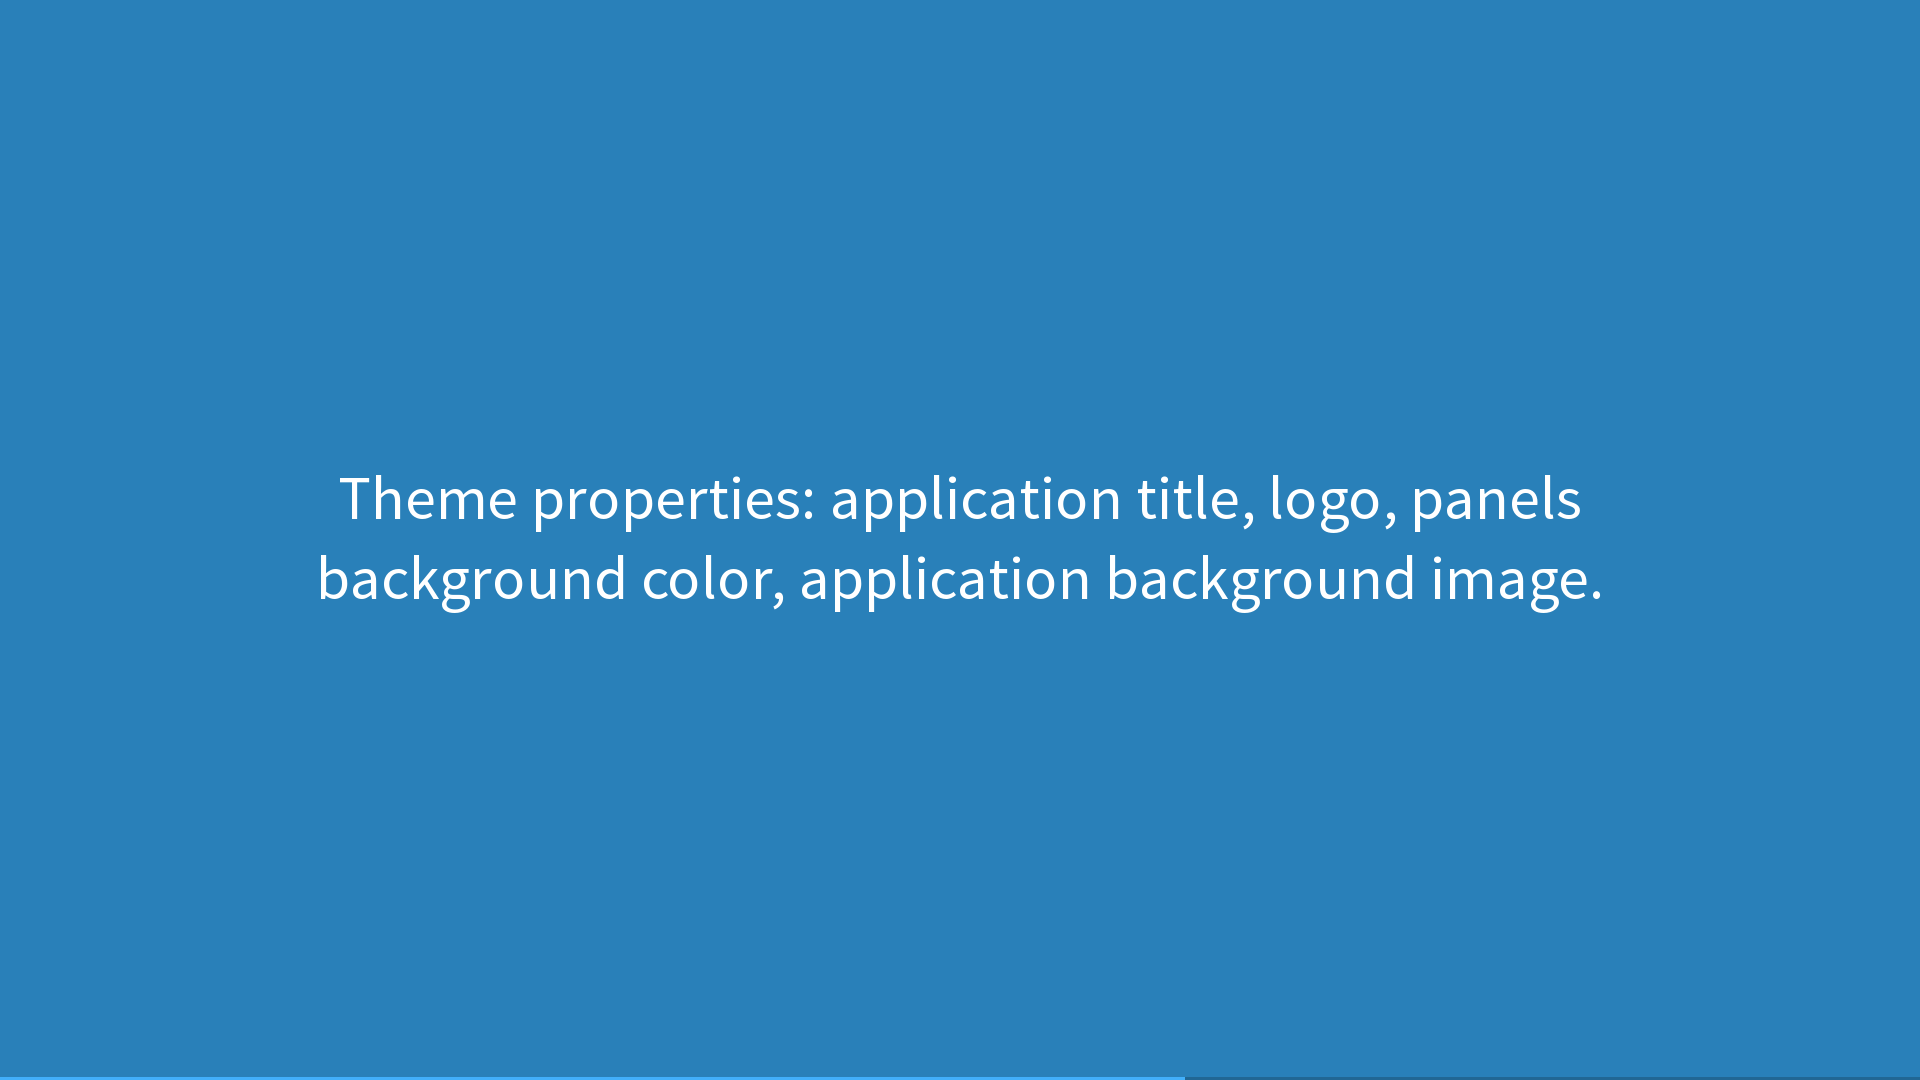 Theme properties: application title, logo, panels
background color, application background image.